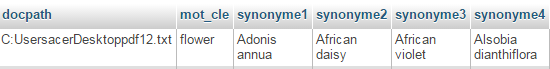 docpath mot_cle synonyme1 synonyme2 synonyme3 synonyme4
C:UsersacerDesktoppdf12.txt flower Adonis African African Alsobia
annua daisy violet dianthiflora